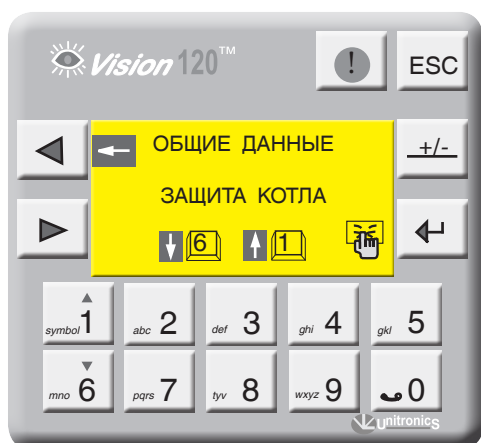 Vision 120™
! ESC
ОБЩИЕ ДАННЫЕ
+/-
ЗАЩИТА КОТЛА
6 1
symbol 1 abc 2 def 3 ghi 4 gkl 5
mno 6 pqrs 7 tyv 8 wxyz 9 0
Unitronics